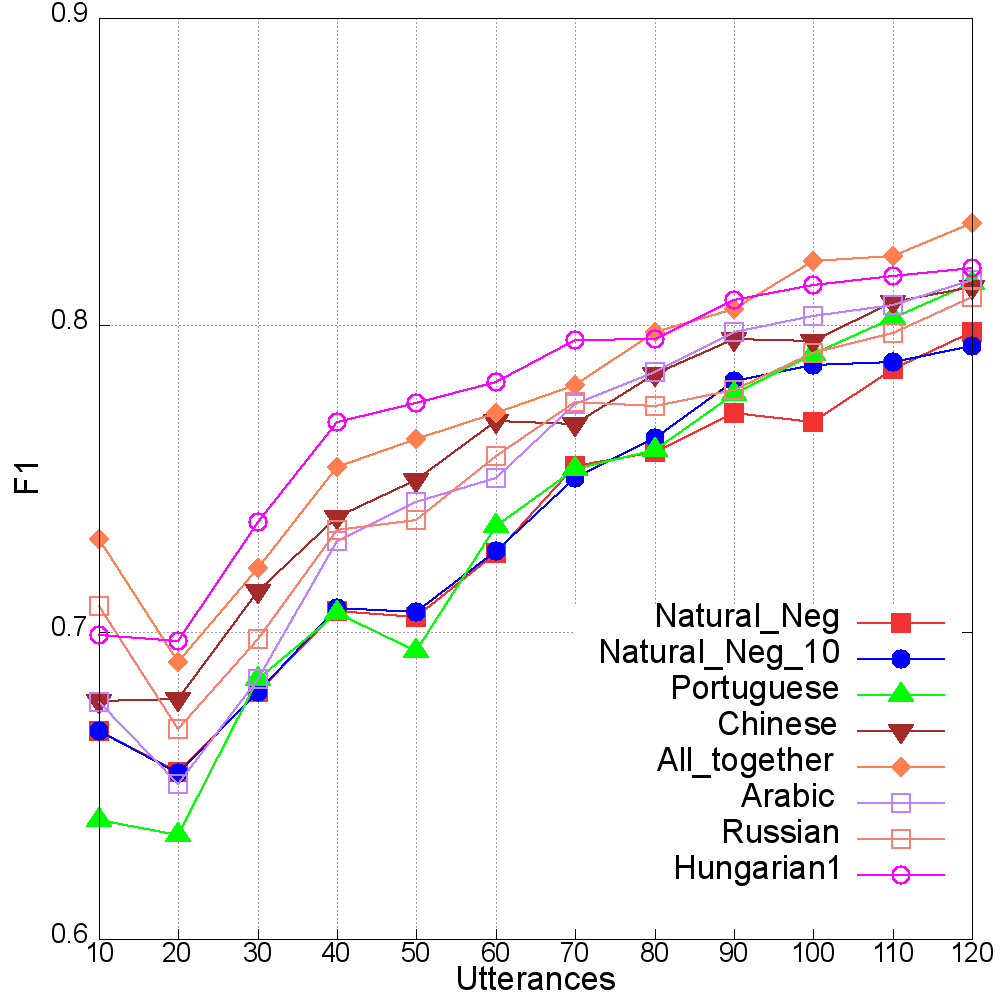 0.9
0.8
0.7
0.6
F1
Natural_Neg
Natural_Neg_10
Portuguese
Chinese
All_together
Arabic
Russian
Hungarian1
10 20 30 40 50 60 70 80 90 100 110 120
Utterances